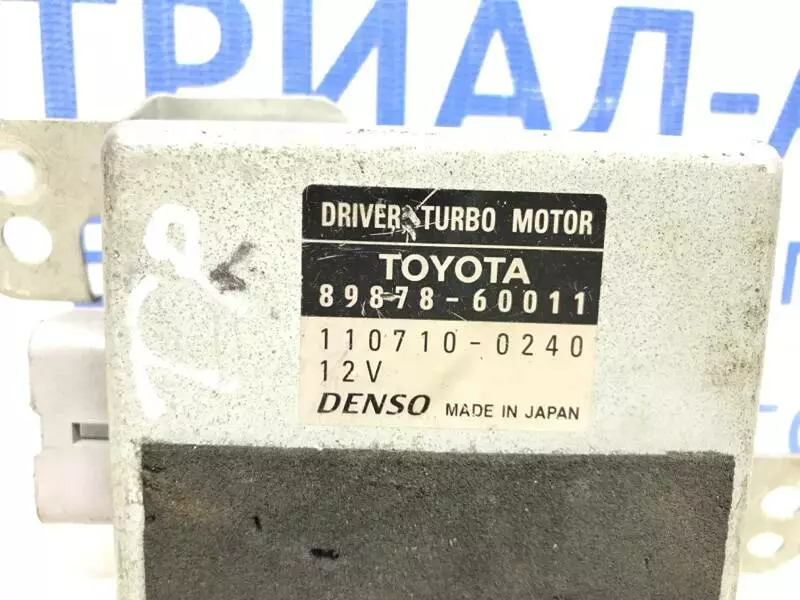 ТРИАЛ-А
DRIVER TURBO MOTOR
TOYOTA
89878-60011
110710-0240
12V
DENSO MADE IN JAPAN